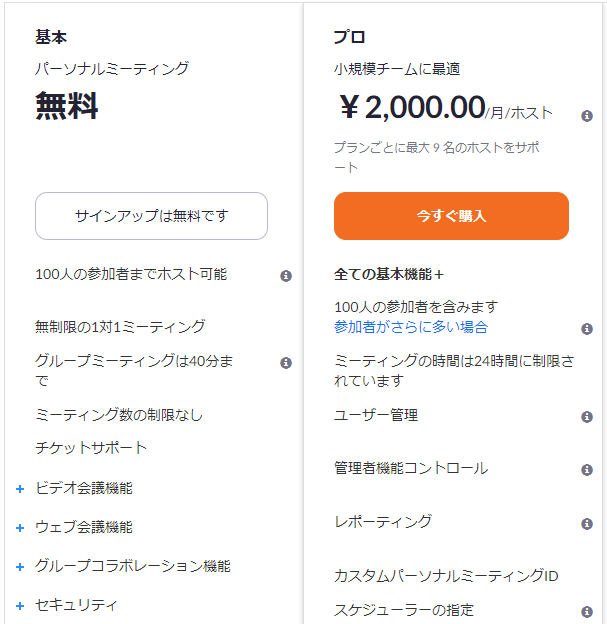 基本
パーソナルミーティング
無料
サインアップは無料です
100人の参加者までホスト可能
無制限の1対1ミーティング
グループミーティングは40分ま
で
ミーティング数の制限なし
チケットサポート
+ ビデオ会議機能
+ ウェブ会議機能
+ グループコラボレーション機能
+ セキュリティ
プロ
小規模チームに最適
￥2,000.00/月/ホスト
プランごとに最大 9 名のホストをサポ
ート
今すぐ購入
全ての基本機能＋
100人の参加者を含みます
参加者がさらに多い場合
ミーティングの時間は24時間に制限さ
れています
ユーザー管理
管理者機能コントロール
レポーティング
カスタムパーソナルミーティングID
スケジューラーの指定